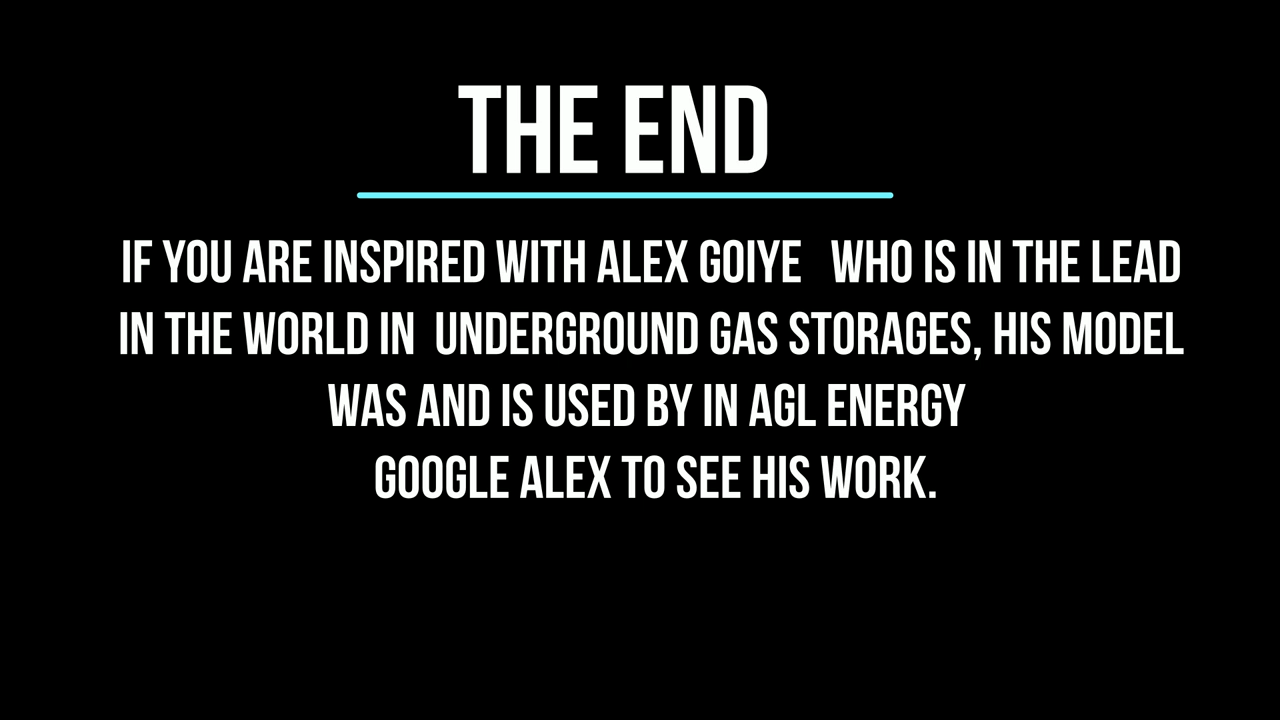 THE END
IF YOU ARE INSPIRED WITH ALEX GOIYE WHO IS IN THE LEAD
IN THE WORLD IN UNDERGROUND GAS STORAGES, HIS MODEL
WAS AND IS USED BY IN AGL ENERGY
GOOGLE ALEX TO SEE HIS WORK.